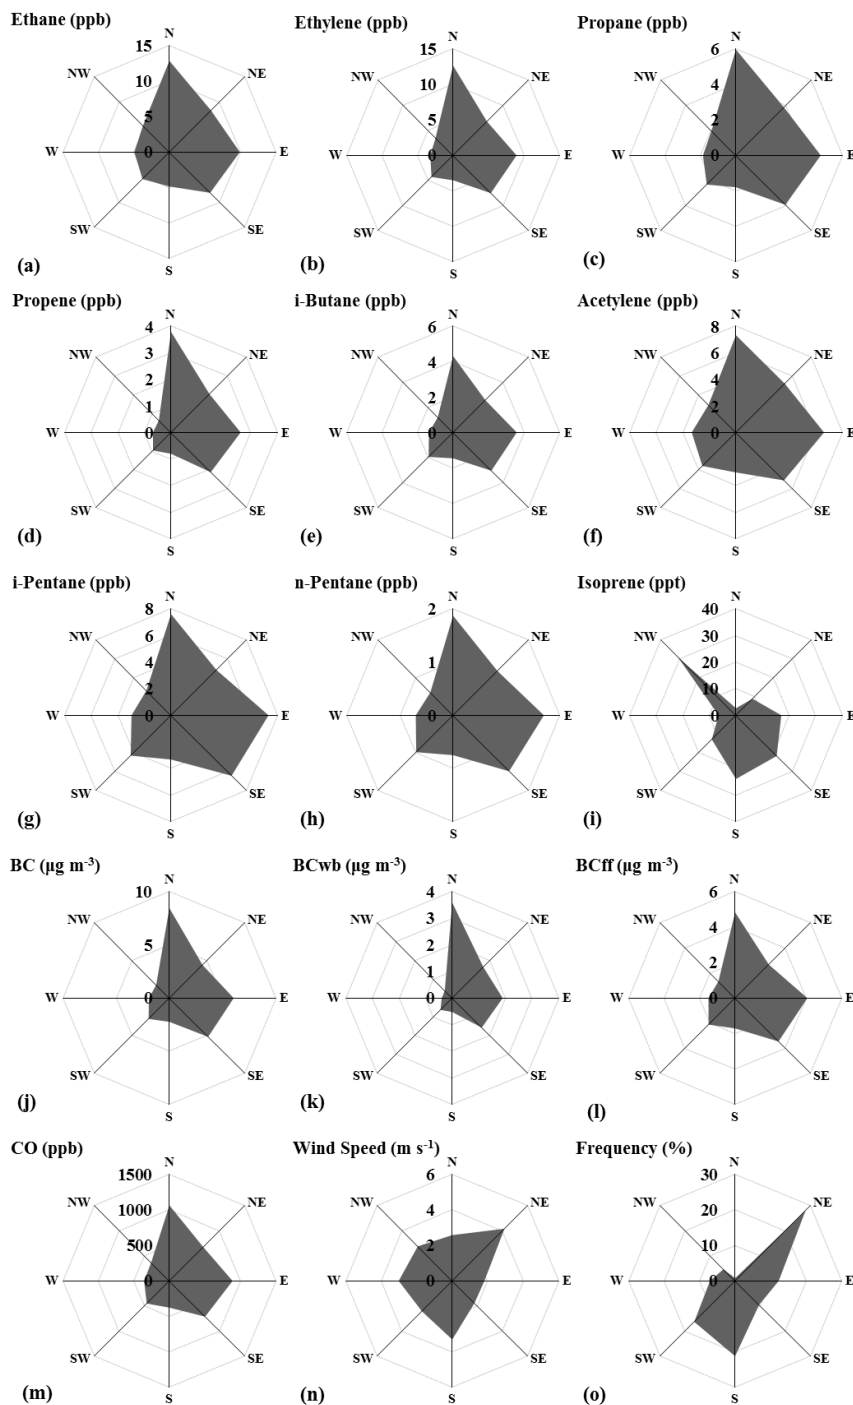 Ethane (ppb)
N
15
NW
NE
10
5
W
0
E
SW
SE
S
(a)
Ethylene (ppb)
N
15
NW
NE
10
5
W
0
E
SW
SE
S
(b)
Propane (ppb)
N
6
NW
NE
4
2
W
0
E
SW
SE
S
(c)
Propene (ppb)
N
4
NW
NE
3
2
1
W
0
E
SW
SE
S
(d)
i-Butane (ppb)
N
6
NW
NE
4
2
W
0
E
SW
SE
S
(e)
Acetylene (ppb)
N
8
NW
NE
6
4
2
W
0
E
SW
SE
S
(f)
i-Pentane (ppb)
N
8
NW
NE
6
4
2
W
0
E
SW
SE
S
(g)
n-Pentane (ppb)
N
2
NW
NE
1
W
0
E
SW
SE
S
(h)
Isoprene (ppt)
N
40
NW
NE
30
20
10
W
0
E
SW
SE
S
(i)
BC (μg m-3)
N
10
NW
NE
5
W
0
E
SW
SE
S
(j)
BCwb (μg m-3)
N
4
NW
NE
3
2
1
W
0
E
SW
SE
S
(k)
BCff (μg m-3)
N
6
NW
NE
4
2
W
0
E
SW
SE
S
(l)
CO (ppb)
N
1500
NW
NE
1000
500
W
0
E
SW
SE
S
(m)
Wind Speed (m s-1)
N
6
NW
NE
4
2
W
0
E
SW
SE
S
(n)
Frequency (%)
N
30
NW
NE
20
10
W
0
E
SW
SE
S
(o)